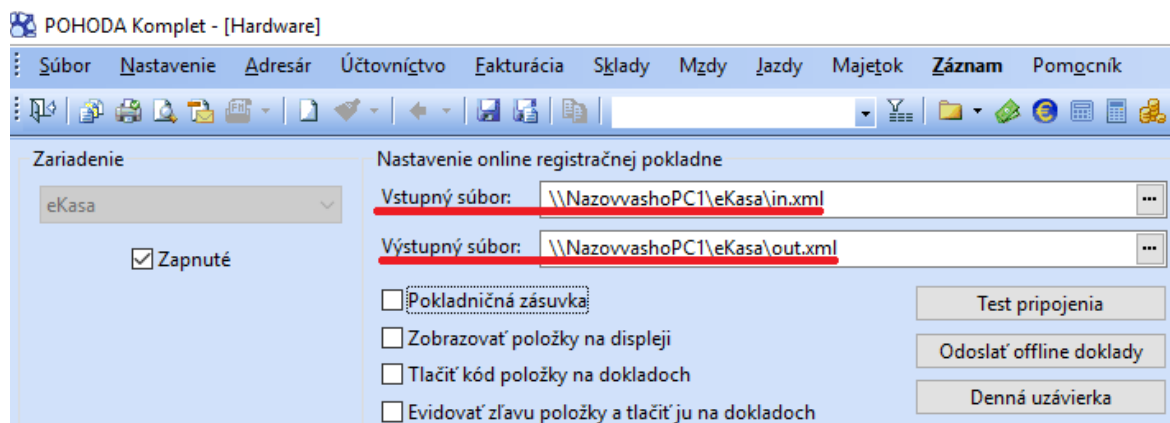 POHODA Komplet - [Hardware]
Súbor Nastavenie Adresár Účtovníctvo Fakturácia Sklady Mzdy Jazdy Majetok Záznam Pomocník
Zariadenie
eKasa
Zapnuté
Nastavenie online registračnej pokladne
Vstupný súbor: \\NazovvashoPC1\eKasa\in.xml ...
Výstupný súbor: \\NazovvashoPC1\eKasa\out.xml ...
Pokladničná zásuvka
Zobrazovať položky na displeji
Tlačiť kód položky na dokladoch
Evidovať zľavu položky a tlačiť ju na dokladoch
Test pripojenia
Odoslať offline doklady
Denná uzávierka